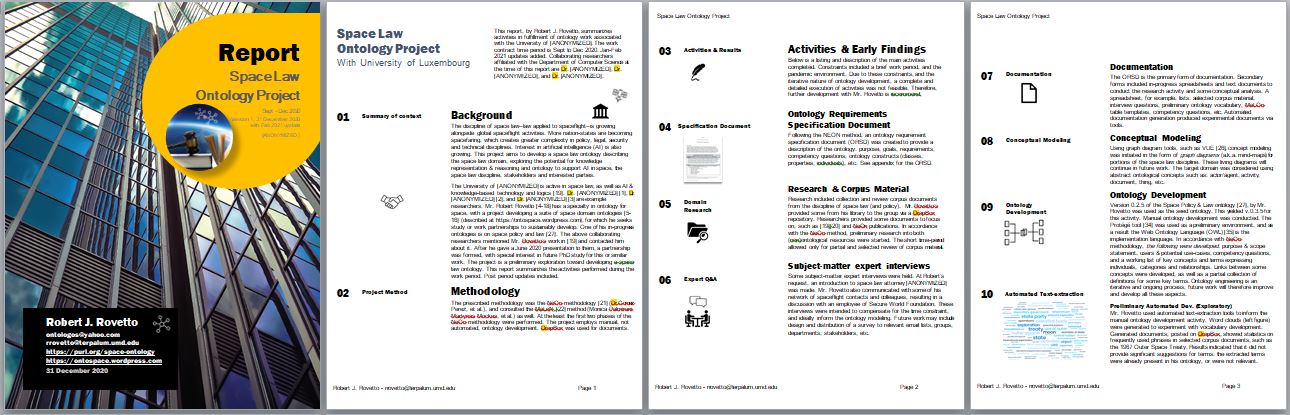 Report
Space Law
Ontology Project
Sept - Dec 2020
Version 1, 31 December 2020
with Feb 2021 update
[ANONYMIZED]
Robert J. Rovetto
ontologos@yahoo.com
rrovetto@terpalum.umd.edu
https://purl.org/space-ontology
https://ontospace.wordpress.com
31 December 2020
Space Law
Ontology Project
With University of Luxembourg
This report, by Robert J. Rovetto, summarizes
activities in fulfillment of ontology work associated
with the University of [ANONYMIZED]. The work
contract time period is Sept to Dec 2020. Jan-Feb
2021 updates added. Collaborating researchers
affiliated with the Department of Computer Science at
the time of this report are Dr. [ANONYMIZED], Dr.
[ANONYMIZED], and Dr. [ANONYMIZED].
01 Summary of context
Background
The discipline of space law–law applied to spaceflight–is growing
alongside global spaceflight activities. More nation-states are becoming
spacefaring, which creates greater complexity in policy, legal, security
and technical disciplines. Interest in artificial intelligence (AI) is also
growing. This project aims to develop a space law ontology describing
the space law domain, exploring the potential for knowledge
representation & reasoning and ontology to support AI in space, the
space law discipline, stakeholders and interested parties.
The University of [ANONYMIZED] is active in space law, as well as AI &
knowledge-based technology and logics [19]. Dr. [ANONYMIZED] [1], D
[ANONYMIZED] [2], and Dr. [ANONYMIZED] [3] are example
researchers. Mr. Robert Rovetto [4-18] has a specialty in ontology for
space, with a project developing a suite of space domain ontologies [5-
16] (described at https://ontospace.wordpress.com), for which he seeks
study or work partnerships to sustainably develop. One of his in-progress
ontologies is on space policy and law [27]. The above collaborating
researchers mentioned Mr. Rovetto's work in [19] and contacted him
about it. After he gave a June 2020 presentation to them, a partnership
was formed, with special interest in future PhD study for this or similar
work. The project is a preliminary exploration toward developing a space
law ontology. This report summarizes the activities performed during the
work period. Post period updates included.
02 Project Method
Methodology
The prescribed methodology was the NeOn methodology [21]
Perez, et al.), and consulted the [22] method (Monica
et al.) as well. At the least the first two phases of the
NeOn methodology were performed. The project employs manual, not
automated, ontology development. DropBox was used for documents.
Robert J. Rovetto - rrovetto@terpalum.umd.edu
Page 1
Space Law Ontology Project
03 Activities & Results
Activities & Early Findings
Below is a listing and description of the main activities
completed. Constraints included a brief work period, and the
pandemic environment. Due to these constraints, and the
iterative nature of ontology development, a complete and
detailed execution of activities was not feasible. Therefore,
further development with Mr. Rovetto is
04 Specification Document
Ontology Requirements
Specification Document
Following the NEON method, an ontology requirement
specification document (ORSD) was created to provide a
description of the ontology, purpose, goals, requirements,
competency questions, ontology constructs (classes,
properties, individuals), etc. See appendix for the ORSD.
05 Domain
Research
Research & Corpus Material
Research included collection and review corpus documents
from the discipline of space law (and policy). Mr. Rovetto
provided some from his library to the group via a DropBox
repository. Researchers provided some documents to focus
on, such as [19][20] and NeOn publications. In accordance
with the NeOn method, preliminary research into both
(non)ontological resources were started. The short time-period
allowed only for partial and selected review of corpus material.
06 Expert Q&A
Subject-matter expert interviews
Some subject-matter expert interviews were held. At Robert's
request, an introduction to space law attorney [ANONYMIZED]
was made. Mr. Rovetto also communicated with some of his
network of spaceflight contacts and colleagues, resulting in a
discussion with an employee of Secure World Foundation. These
interviews were intended to compensate for the time constraint,
and ideally inform the ontology modeling. Future work may include
design and distribution of a survey to relevant email lists, groups,
departments, stakeholders, etc.
Robert J. Rovetto - rrovetto@terpalum.umd.edu
Page 2
Space Law Ontology Project
07 Documentation
Documentation
The ORSD is the primary form of documentation. Secondary
forms included in-progress spreadsheets and text documents to
conduct the research activity and some conceptual analysis. A
spreadsheet, for example, lists: selected corpus material,
interview questions, preliminary ontology vocabulary, NeOn
table templates, competency questions, etc. Automated
documentation generation produced experimental documents via
tools.
08 Conceptual Modeling
Conceptual Modeling
Using graph diagram tools, such as VUE [26], concept modeling
was initiated in the form of graph diagrams (a.k.a. mind-maps) for
portions of the space law discipline. These living diagrams will
continue in future work. The target domain was considered using
abstract ontological concepts such as: actor/agent, activity,
document, thing, etc.
09 Ontology
Development
Ontology Development
Version 0.2.5 of the Space Policy & Law ontology [27], by Mr.
Rovetto was used as the seed ontology. This yielded v.0.3.5 for
this activity. Manual ontology development was conducted. The
Protégé tool [34] was used as preliminary environment, and as
a result the Web Ontology Language (OWL)[35] is the
implementation language. In accordance with NeOn
methodology, the following were developed: purpose & scope
statement, users & potential use-cases, competency questions,
and a working list of key concepts and terms expressing
individuals, categories and relationships. Links between some
concepts were developed, as well as a partial collection of
definitions for some key terms. Ontology engineering is an
iterative and ongoing process, future work will therefore improve
and develop all these aspects.
10 Automated Text-extraction
Preliminary Automated Dev. (Exploratory)
Mr. Rovetto used automated text-extraction tools to inform the
manual ontology activity. Word clouds (left figure)
were generated to experiment with vocabulary development.
Generated documents, posted on DropBox, showed statistics on
frequently used phrases in selected corpus documents, such as
the 1967 Outer Space Treaty. Results indicated that it did not
provide significant suggestions for terms: the extracted terms
were already present in his ontology, or were not relevant.
Robert J. Rovetto - rrovetto@terpalum.umd.edu
Page 3